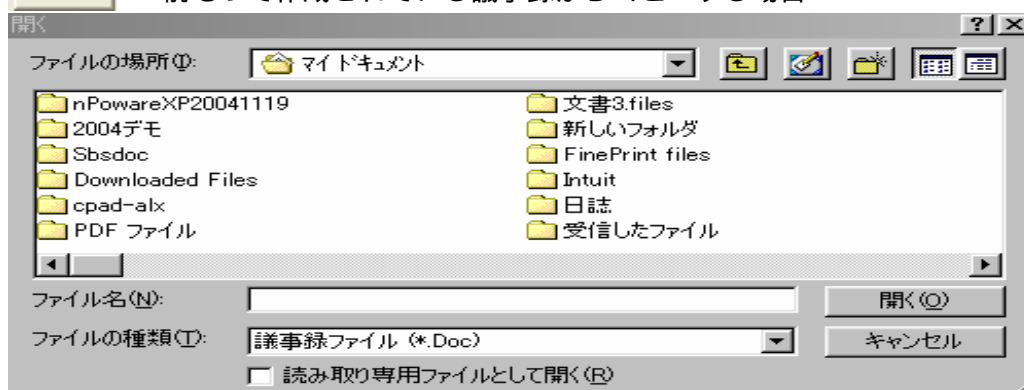 開く
ファイルの場所(I):
マイ ドキュメント
nPowareXP20041119
2004デモ
Sbsdoc
Downloaded Files
cpad-alx
PDF ファイル
文書3.files
新しいフォルダ
FinePrint files
Intuit
日誌
受信したファイル
ファイル名(N):
開く(O)
ファイルの種類(T):
議事録ファイル (*.Doc)
キャンセル
読み取り専用ファイルとして開く(R)